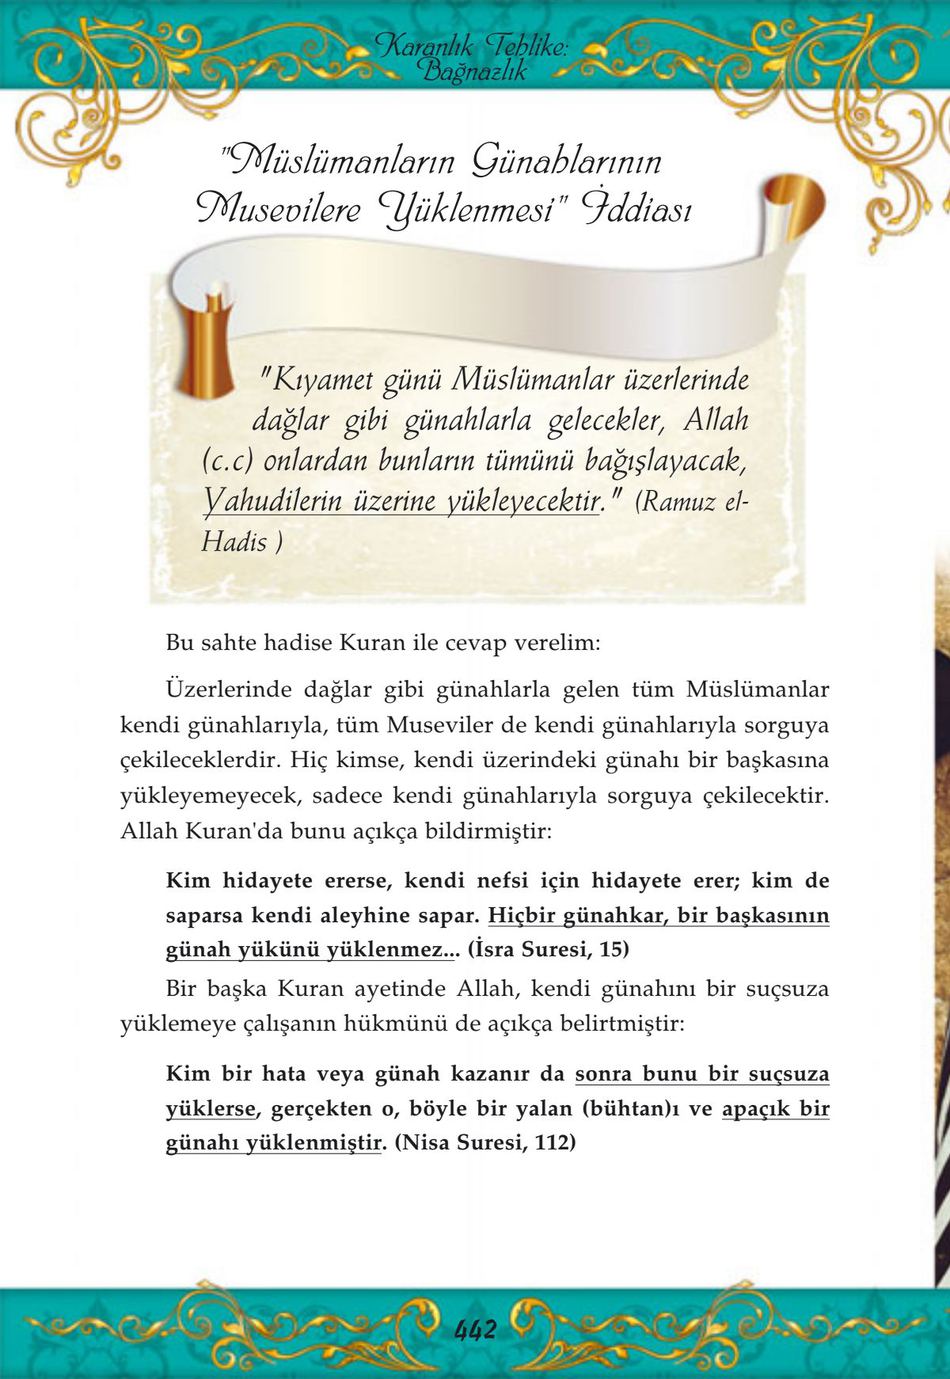 Karanlık Tehlike:
Bağnazlık
"Müslümanların Günahlarının
Musevilere Yüklenmesi" İddiası
"Kıyamet günü Müslümanlar üzerlerinde
dağlar gibi günahlarla gelecekler, Allah
(c.c) onlardan bunların tümünü bağışlayacak,
Yahudilerin üzerine yükleyecektir." (Ramuz el-
Hadis )
Bu sahte hadise Kuran ile cevap verelim:
Üzerlerinde dağlar gibi günahlarla gelen tüm Müslümanlar
kendi günahlarıyla, tüm Museviler de kendi günahlarıyla sorguya
çekileceklerdir. Hiç kimse, kendi üzerindeki günahı bir başkasına
yükleyemeyecek, sadece kendi günahlarıyla sorguya çekilecektir.
Allah Kuran'da bunu açıkça bildirmiştir:
Kim hidayete ererse, kendi nefsi için hidayete erer; kim de
saparsa kendi aleyhine sapar. Hiçbir günahkar, bir başkasının
günah yükünü yüklenmez... (İsra Suresi, 15)
Bir başka Kuran ayetinde Allah, kendi günahını bir suçsuza
yüklemeye çalışanın hükmünü de açıkça belirtmiştir:
Kim bir hata veya günah kazanır da sonra bunu bir suçsuza
yüklerse, gerçekten o, böyle bir yalan (bühtan)ı ve apaçık bir
günahı yüklenmiştir. (Nisa Suresi, 112)
442